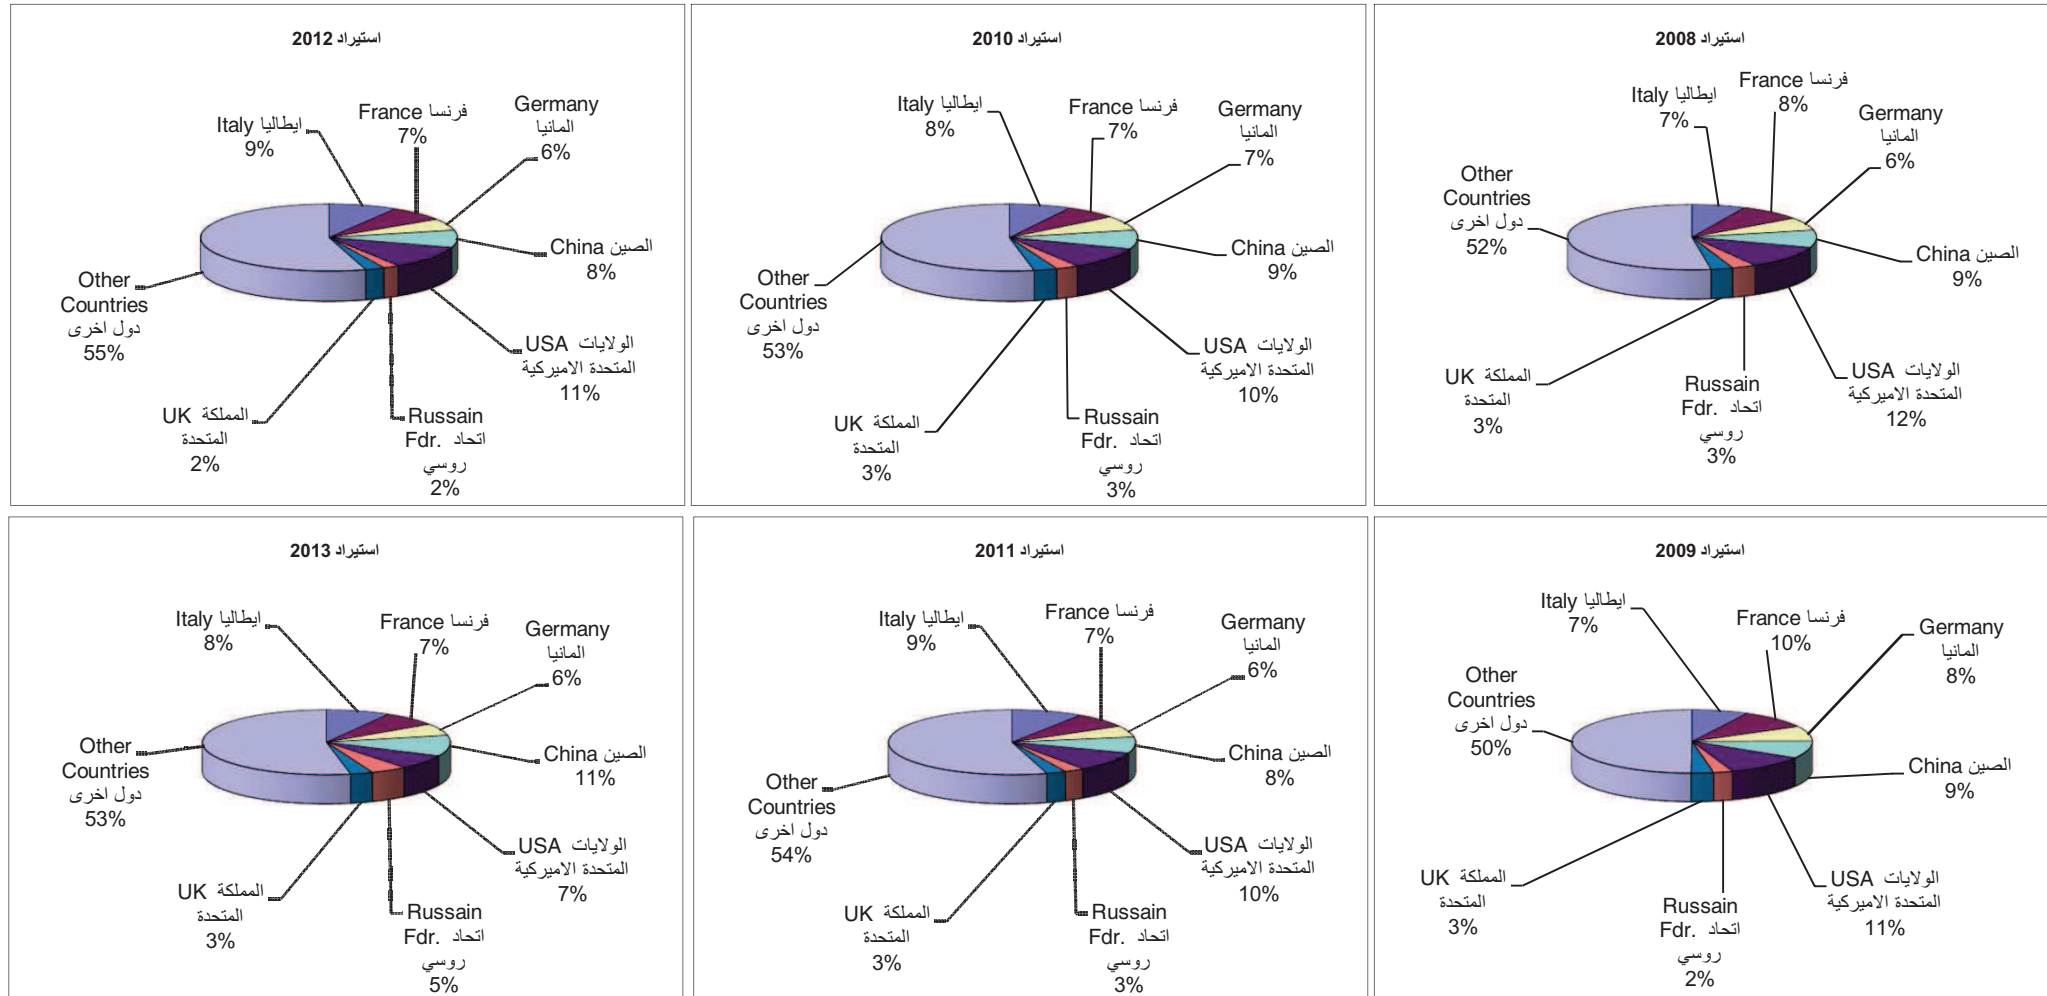 استيراد 2012
Italy ايطاليا
9%
France فرنسا
7%
Germany
المانيا
6%
China الصين
8%
USA الولايات
المتحدة الاميركية
11%
Russain
Fdr. اتحاد
روسي
2%
UK المملكة
المتحدة
2%
Other
Countries
دول اخرى
55%
استيراد 2010
Italy ايطاليا
8%
France فرنسا
7%
Germany
المانيا
7%
China الصين
9%
USA الولايات
المتحدة الاميركية
10%
Russain
Fdr. اتحاد
روسي
3%
UK المملكة
المتحدة
3%
Other
Countries
دول اخرى
53%
استيراد 2008
Italy ايطاليا
7%
France فرنسا
8%
Germany
المانيا
6%
China الصين
9%
USA الولايات
المتحدة الاميركية
12%
Russain
Fdr. اتحاد
روسي
3%
UK المملكة
المتحدة
3%
Other
Countries
دول اخرى
52%
استيراد 2013
Italy ايطاليا
8%
France فرنسا
7%
Germany
المانيا
6%
China الصين
11%
USA الولايات
المتحدة الاميركية
7%
Russain
Fdr. اتحاد
روسي
5%
UK المملكة
المتحدة
3%
Other
Countries
دول اخرى
53%
استيراد 2011
Italy ايطاليا
9%
France فرنسا
7%
Germany
المانيا
6%
China الصين
8%
USA الولايات
المتحدة الاميركية
10%
Russain
Fdr. اتحاد
روسي
3%
UK المملكة
المتحدة
3%
Other
Countries
دول اخرى
54%
استيراد 2009
Italy ايطاليا
7%
France فرنسا
10%
Germany
المانيا
8%
China الصين
9%
USA الولايات
المتحدة الاميركية
11%
Russain
Fdr. اتحاد
روسي
2%
UK المملكة
المتحدة
3%
Other
Countries
دول اخرى
50%